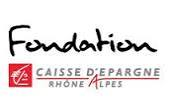 Fondation
CAISSE D'EPARGNE
RHÔNE ALPES